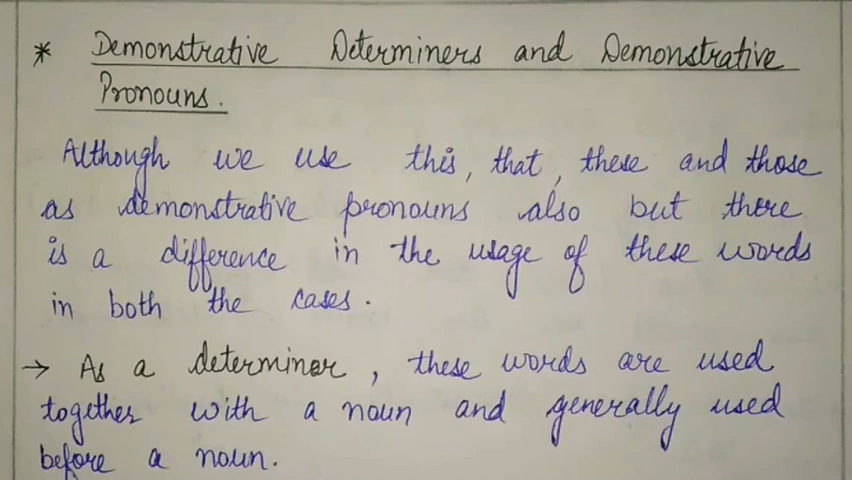 * Demonstrative Determiners and Demonstrative
Pronouns.
Although we use this, that, these and those
as demonstrative pronouns also but there
is a difference in the usage of these words
in both the cases.
→ As a determiner, these words are used
together with a noun and generally used
before a noun.